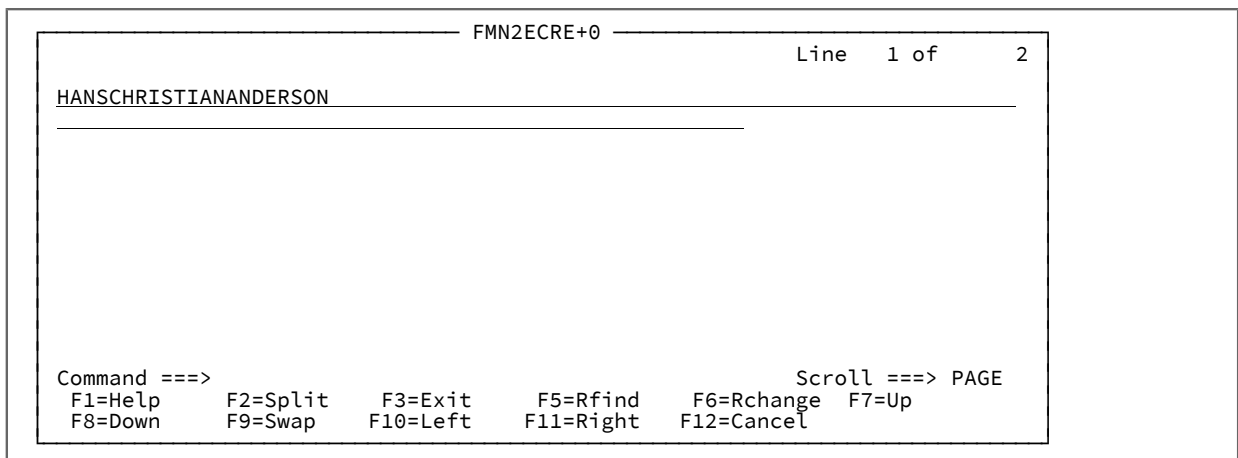 FMN2ECRE+0
Line 1 of 2
HANSCHRISTIANANDERSON
Command ===> Scroll ===> PAGE
F1=Help F2=Split F3=Exit F5=Rfind F6=Rchange F7=Up
F8=Down F9=Swap F10=Left F11=Right F12=Cancel